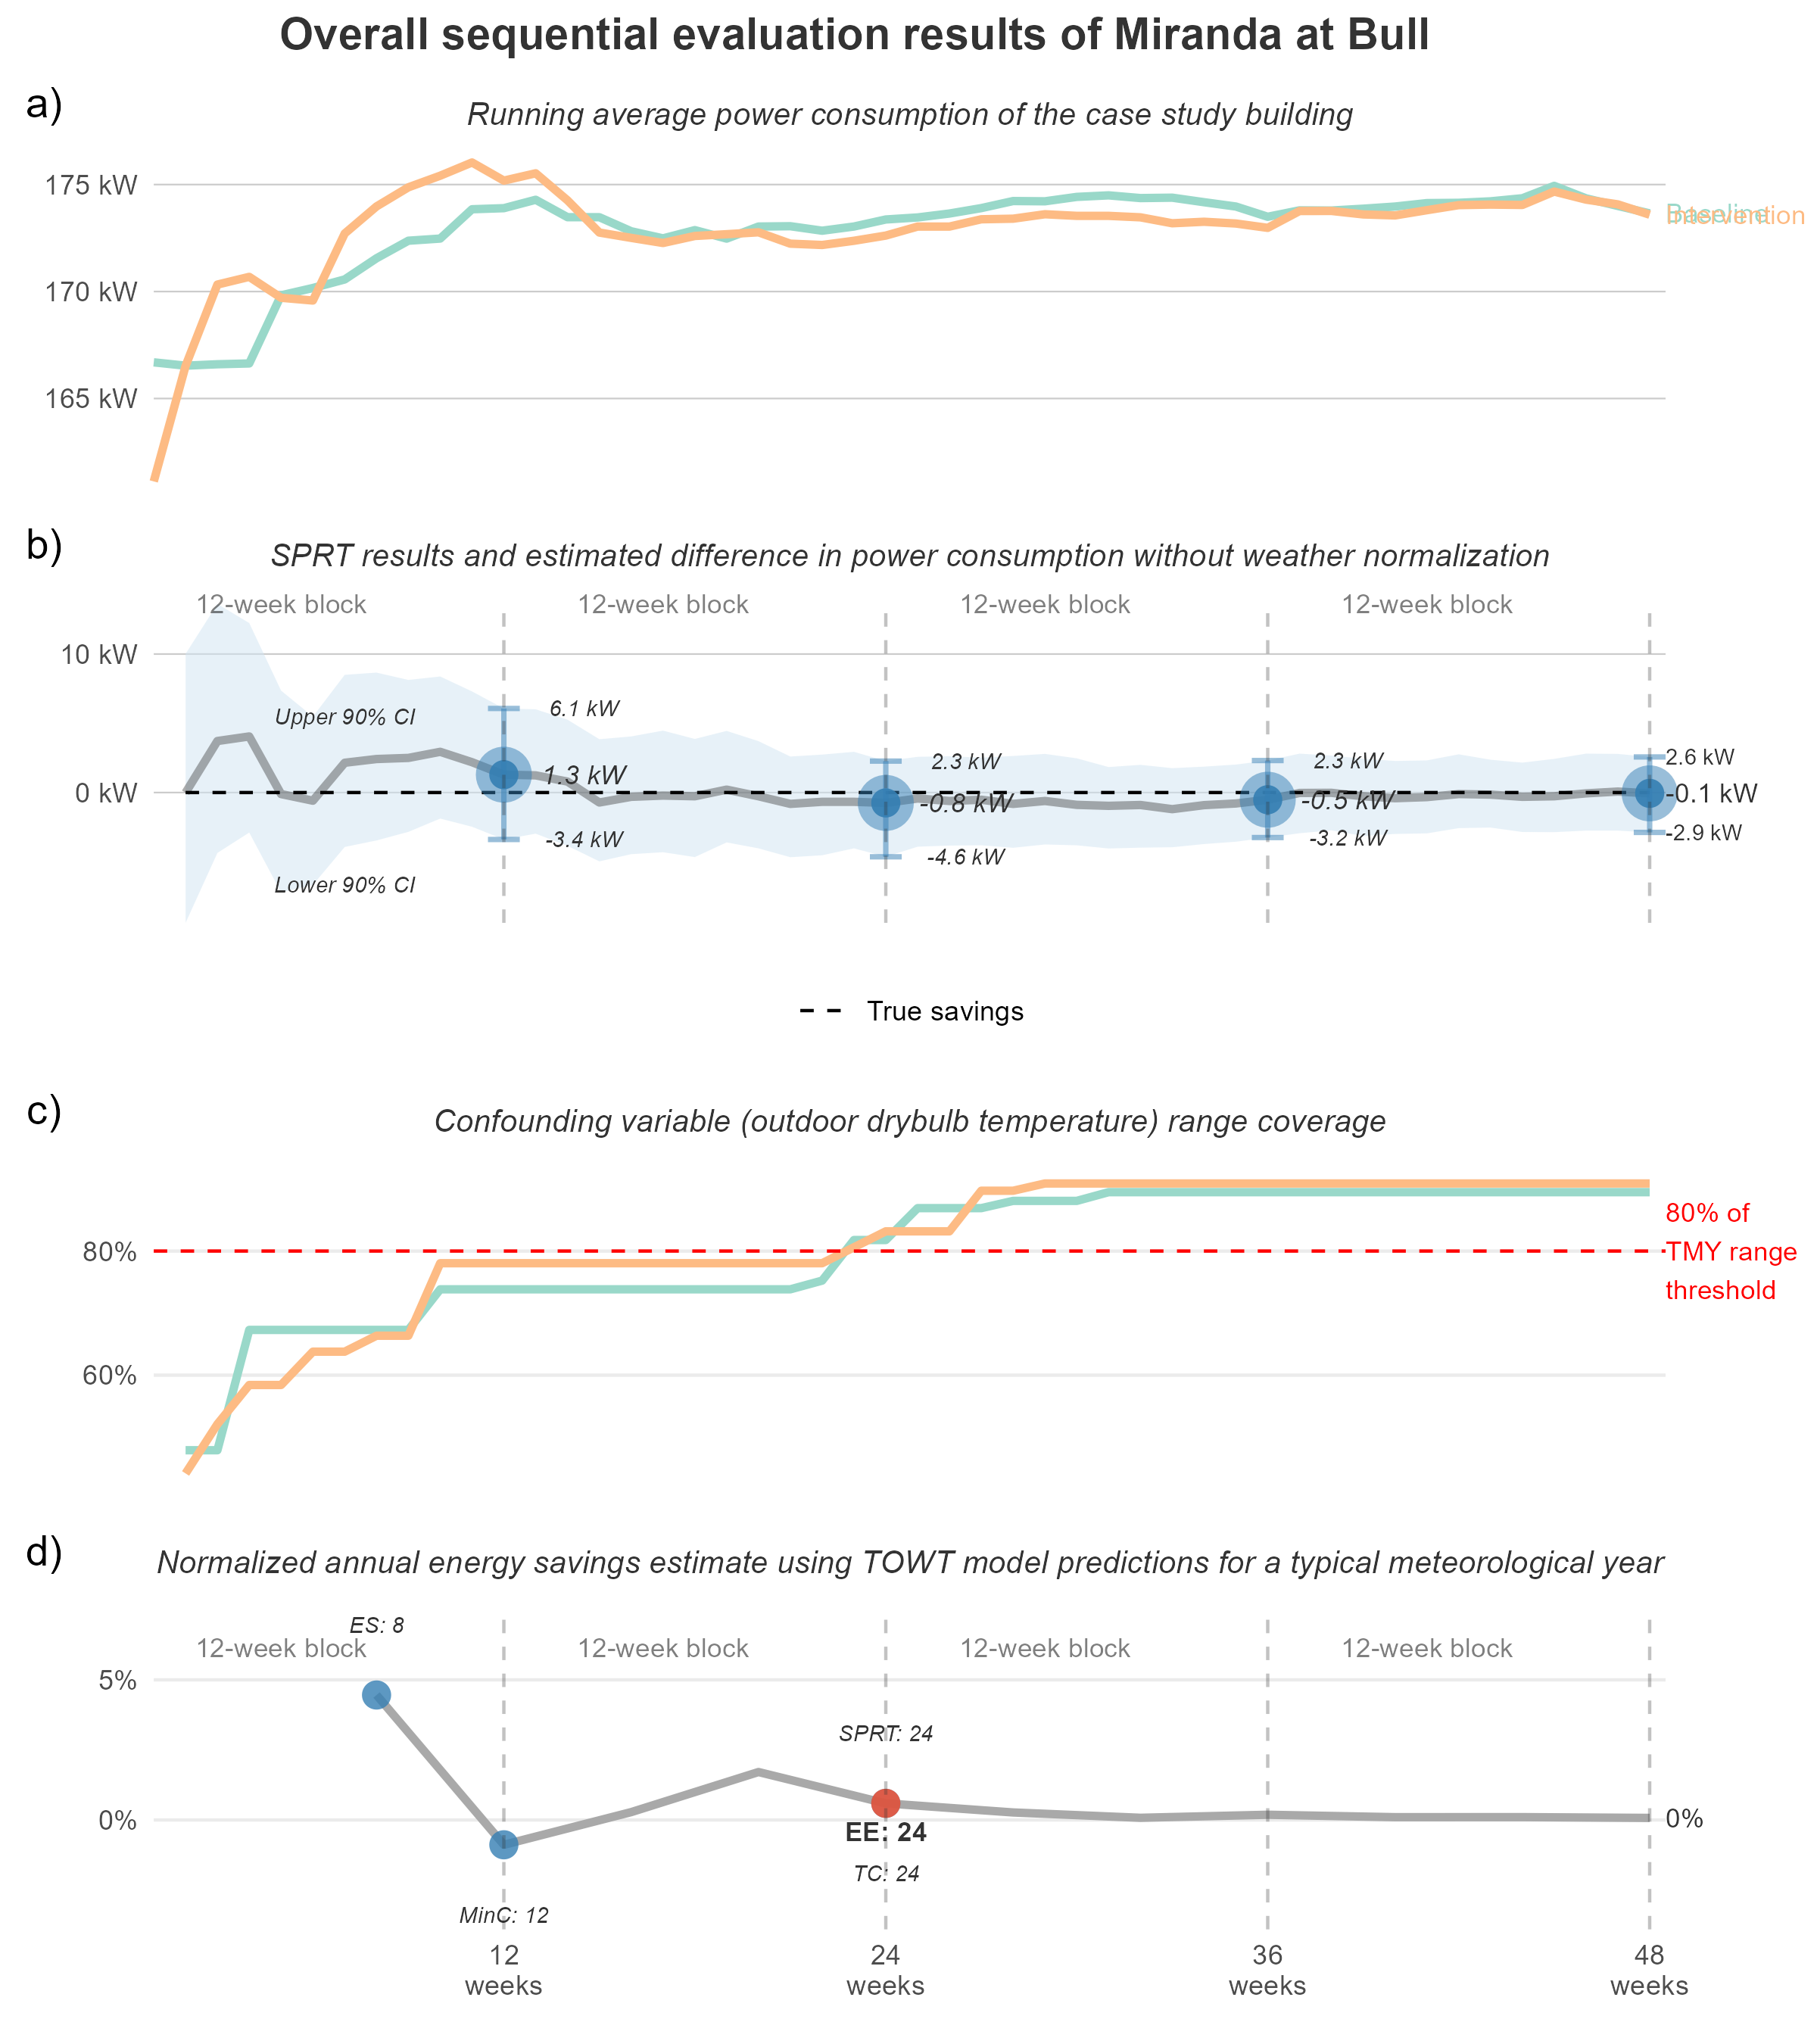 Overall sequential evaluation results of Miranda at Bull
a)
Running average power consumption of the case study building
175 kW
170 kW
165 kW
Baseline
Intervention
b)
SPRT results and estimated difference in power consumption without weather normalization
12-week block
12-week block
12-week block
12-week block
10 kW
0 kW
Upper 90% CI
Lower 90% CI
6.1 kW
1.3 kW
-3.4 kW
2.3 kW
-0.8 kW
-4.6 kW
2.3 kW
-0.5 kW
-3.2 kW
2.6 kW
-0.1 kW
-2.9 kW
True savings
c)
Confounding variable (outdoor drybulb temperature) range coverage
80%
60%
80% of
TMY range
threshold
d)
Normalized annual energy savings estimate using TOWT model predictions for a typical meteorological year
ES: 8
12-week block
12-week block
12-week block
12-week block
5%
0%
SPRT: 24
EE: 24
TC: 24
MinC: 12
0%
12
weeks
24
weeks
36
weeks
48
weeks